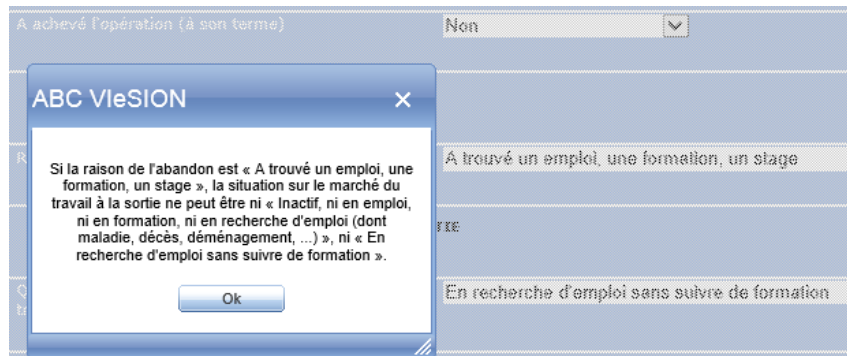 A achevé l'opération (à son terme)
Non
ABC VIeSION
Si la raison de l'abandon est « A trouvé un emploi, une
formation, un stage », la situation sur le marché du
travail à la sortie ne peut être ni « Inactif, ni en emploi,
ni en formation, ni en recherche d'emploi (dont
maladie, décès, déménagement, ...) », ni « En
recherche d'emploi sans suivre de formation ».
Ok
A trouvé un emploi, une formation, un stage
En recherche d'emploi sans suivre de formation